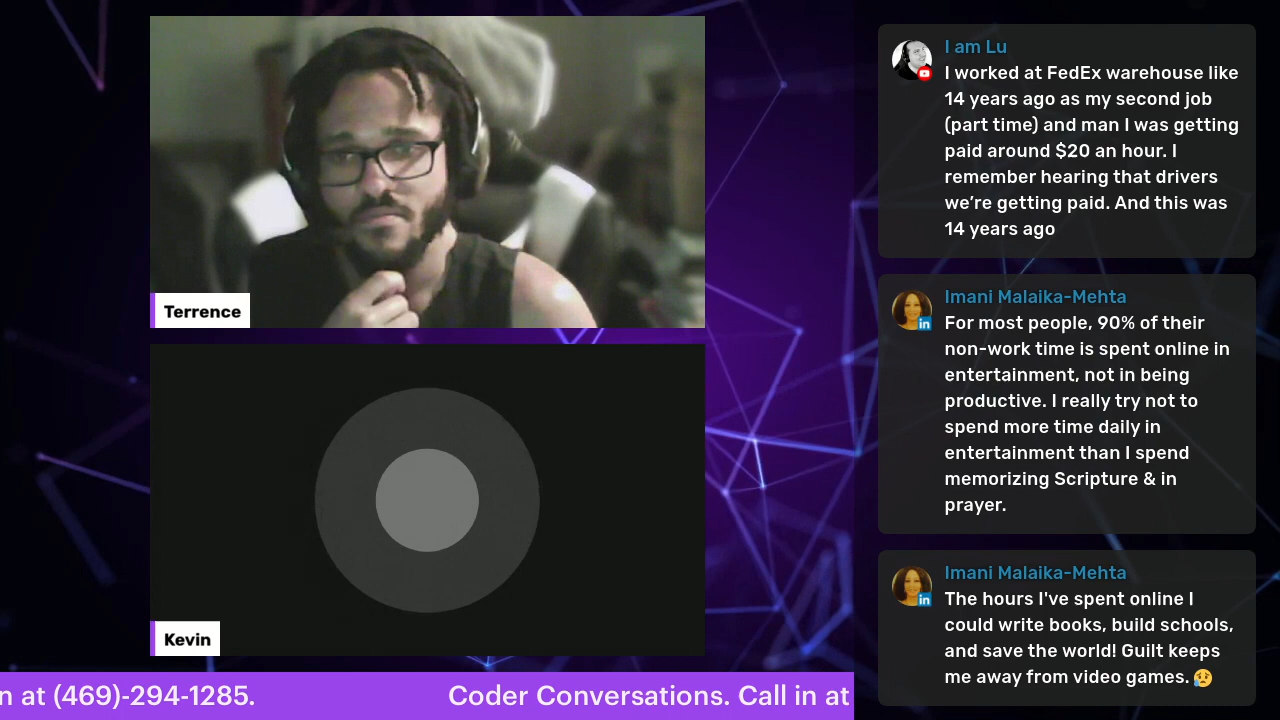 Terrence
Kevin
n at (469)-294-1285.
Coder Conversations. Call in at
I am Lu
I worked at FedEx warehouse like
14 years ago as my second job
(part time) and man I was getting
paid around $20 an hour. I
remember hearing that drivers
we’re getting paid. And this was
14 years ago
Imani Malaika-Mehta
For most people, 90% of their
non-work time is spent online in
entertainment, not in being
productive. I really try not to
spend more time daily in
entertainment than I spend
memorizing Scripture & in
prayer.
Imani Malaika-Mehta
The hours I've spent online I
could write books, build schools,
and save the world! Guilt keeps
me away from video games. 😥
in
in